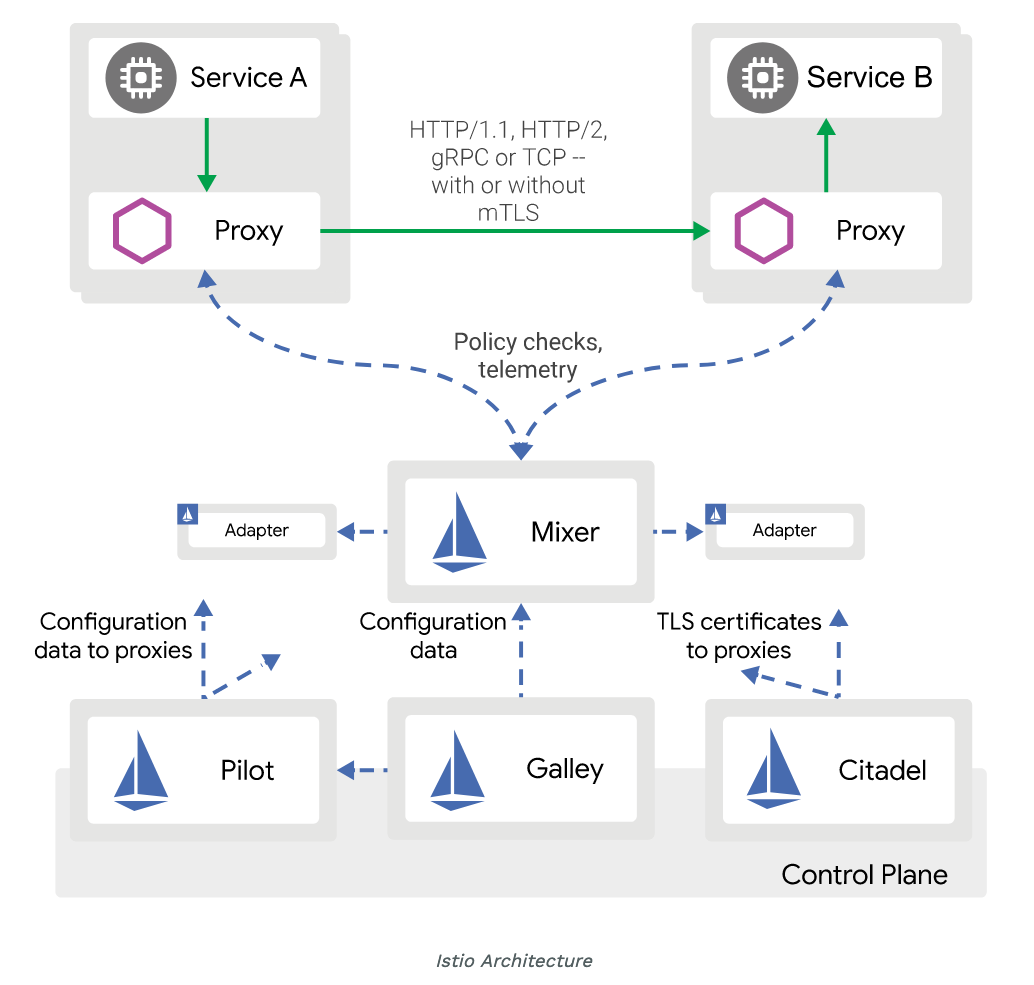 Service A
Service B
HTTP/1.1, HTTP/2,
gRPC or TCP --
with or without
mTLS
Proxy
Proxy
Policy checks,
telemetry
Adapter
Mixer
Adapter
Configuration
data to proxies
Configuration
data
TLS certificates
to proxies
Pilot
Galley
Citadel
Control Plane
Istio Architecture